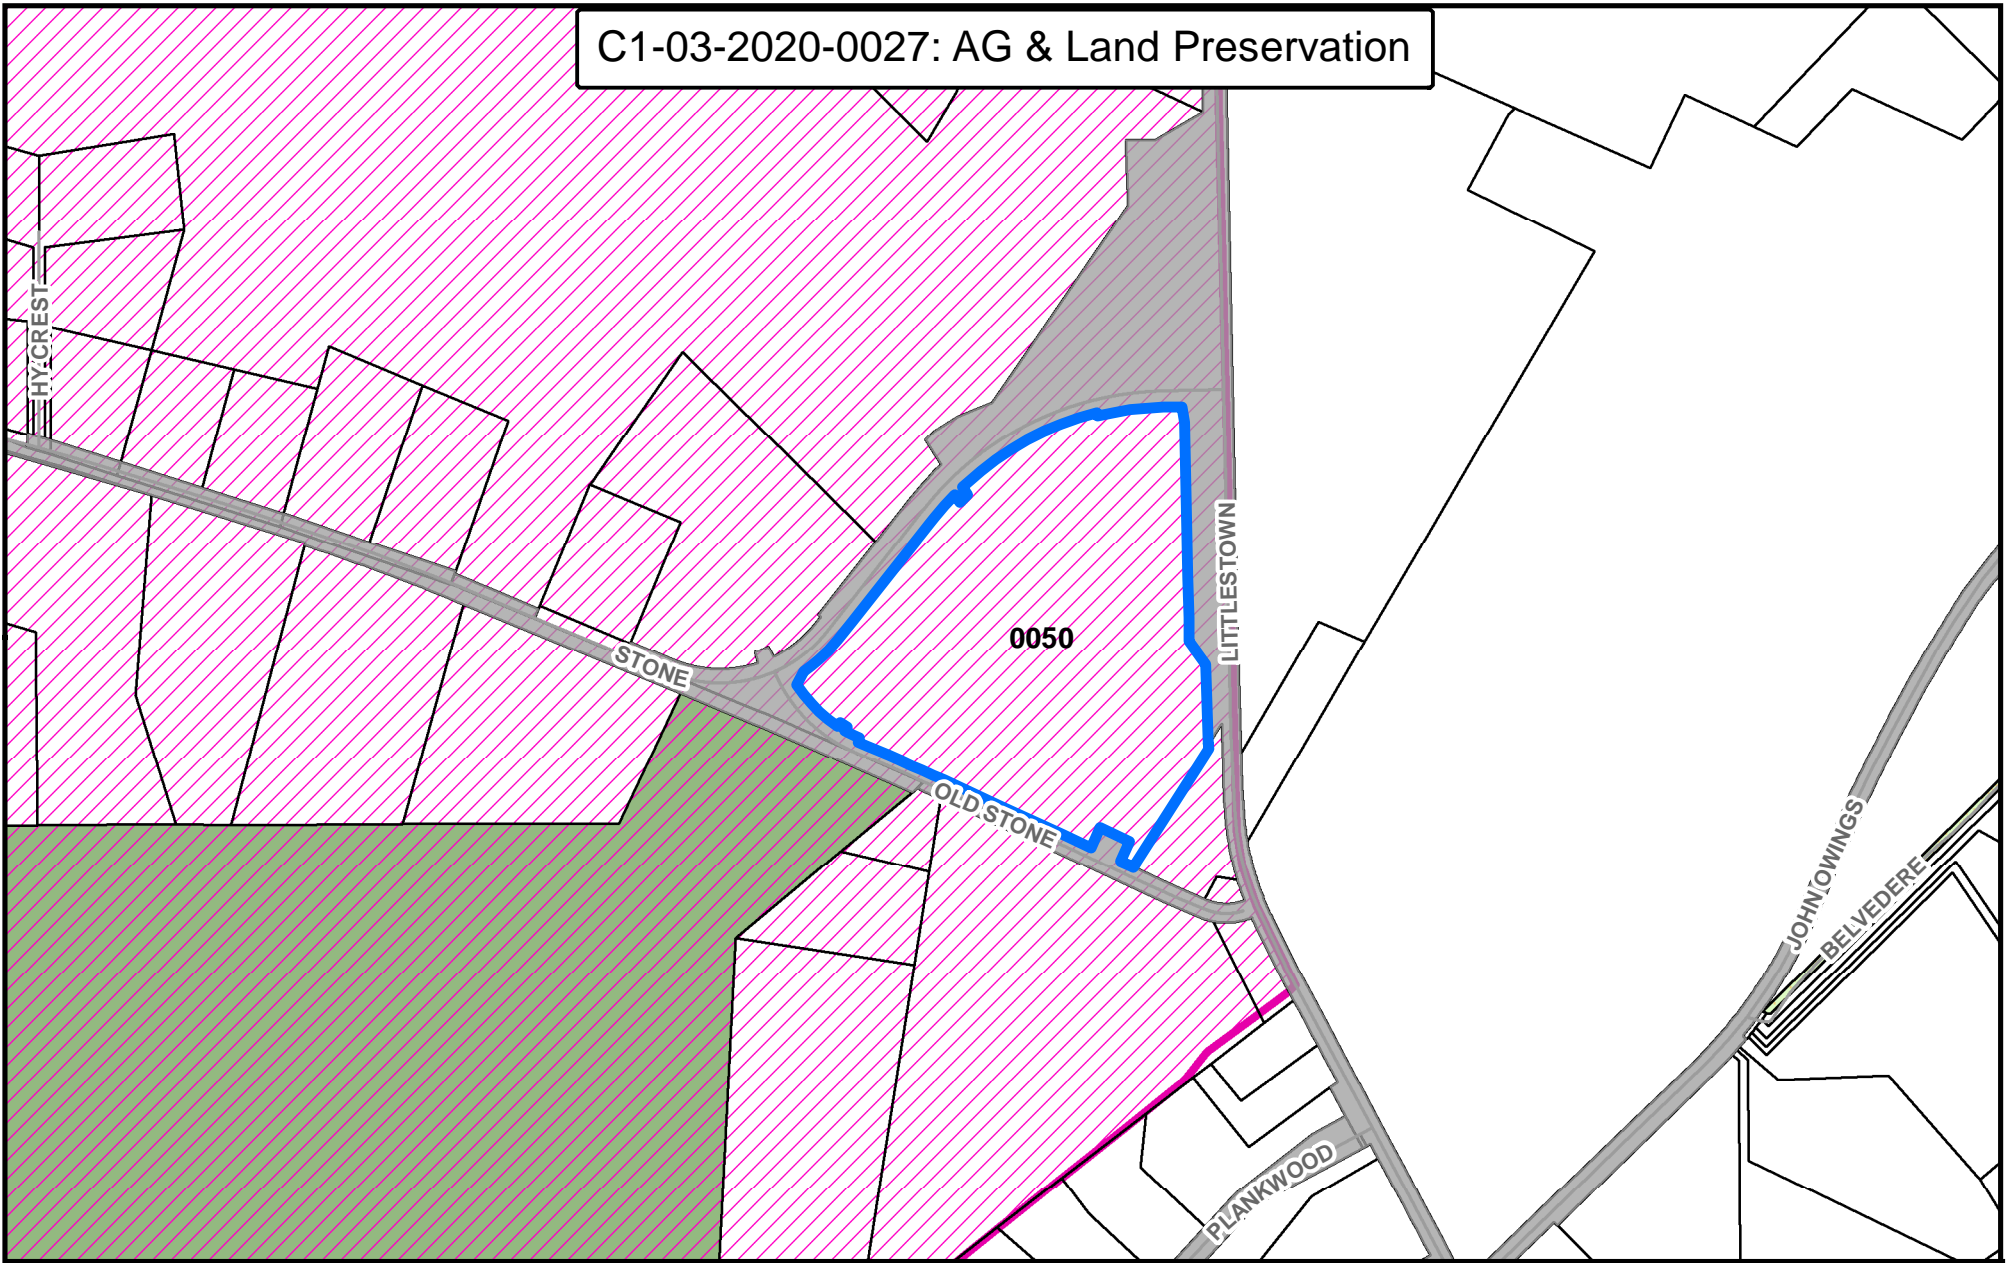 C1-03-2020-0027: AG & Land Preservation
HY CREST
LITTLESTOWN
0050
STONE
OLD STONE
JOHN OWINGS
BELVEDERE
PLANKWOOD